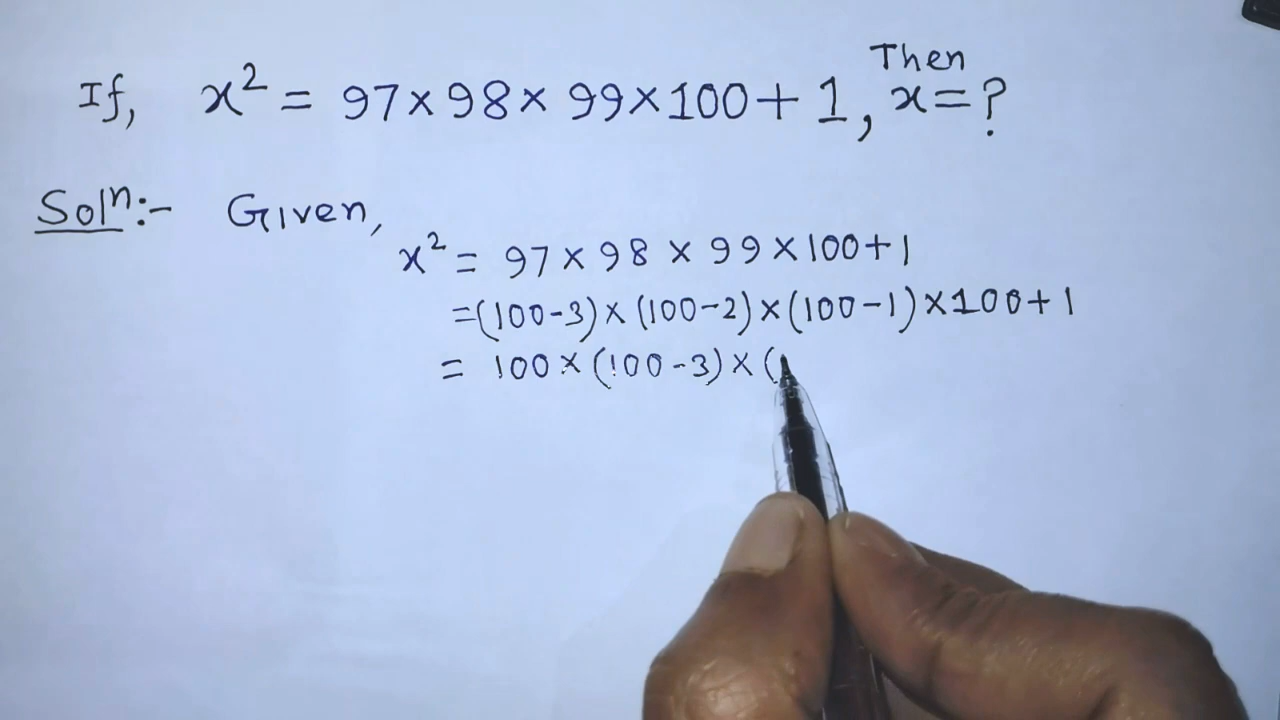 If, x² = 97×98×99×100+1, Then x=?
Solⁿ:- Given,
x² = 97×98×99×100+1
=(100-3)×(100-2)×(100-1)×100+1
= 100×(100-3)×(